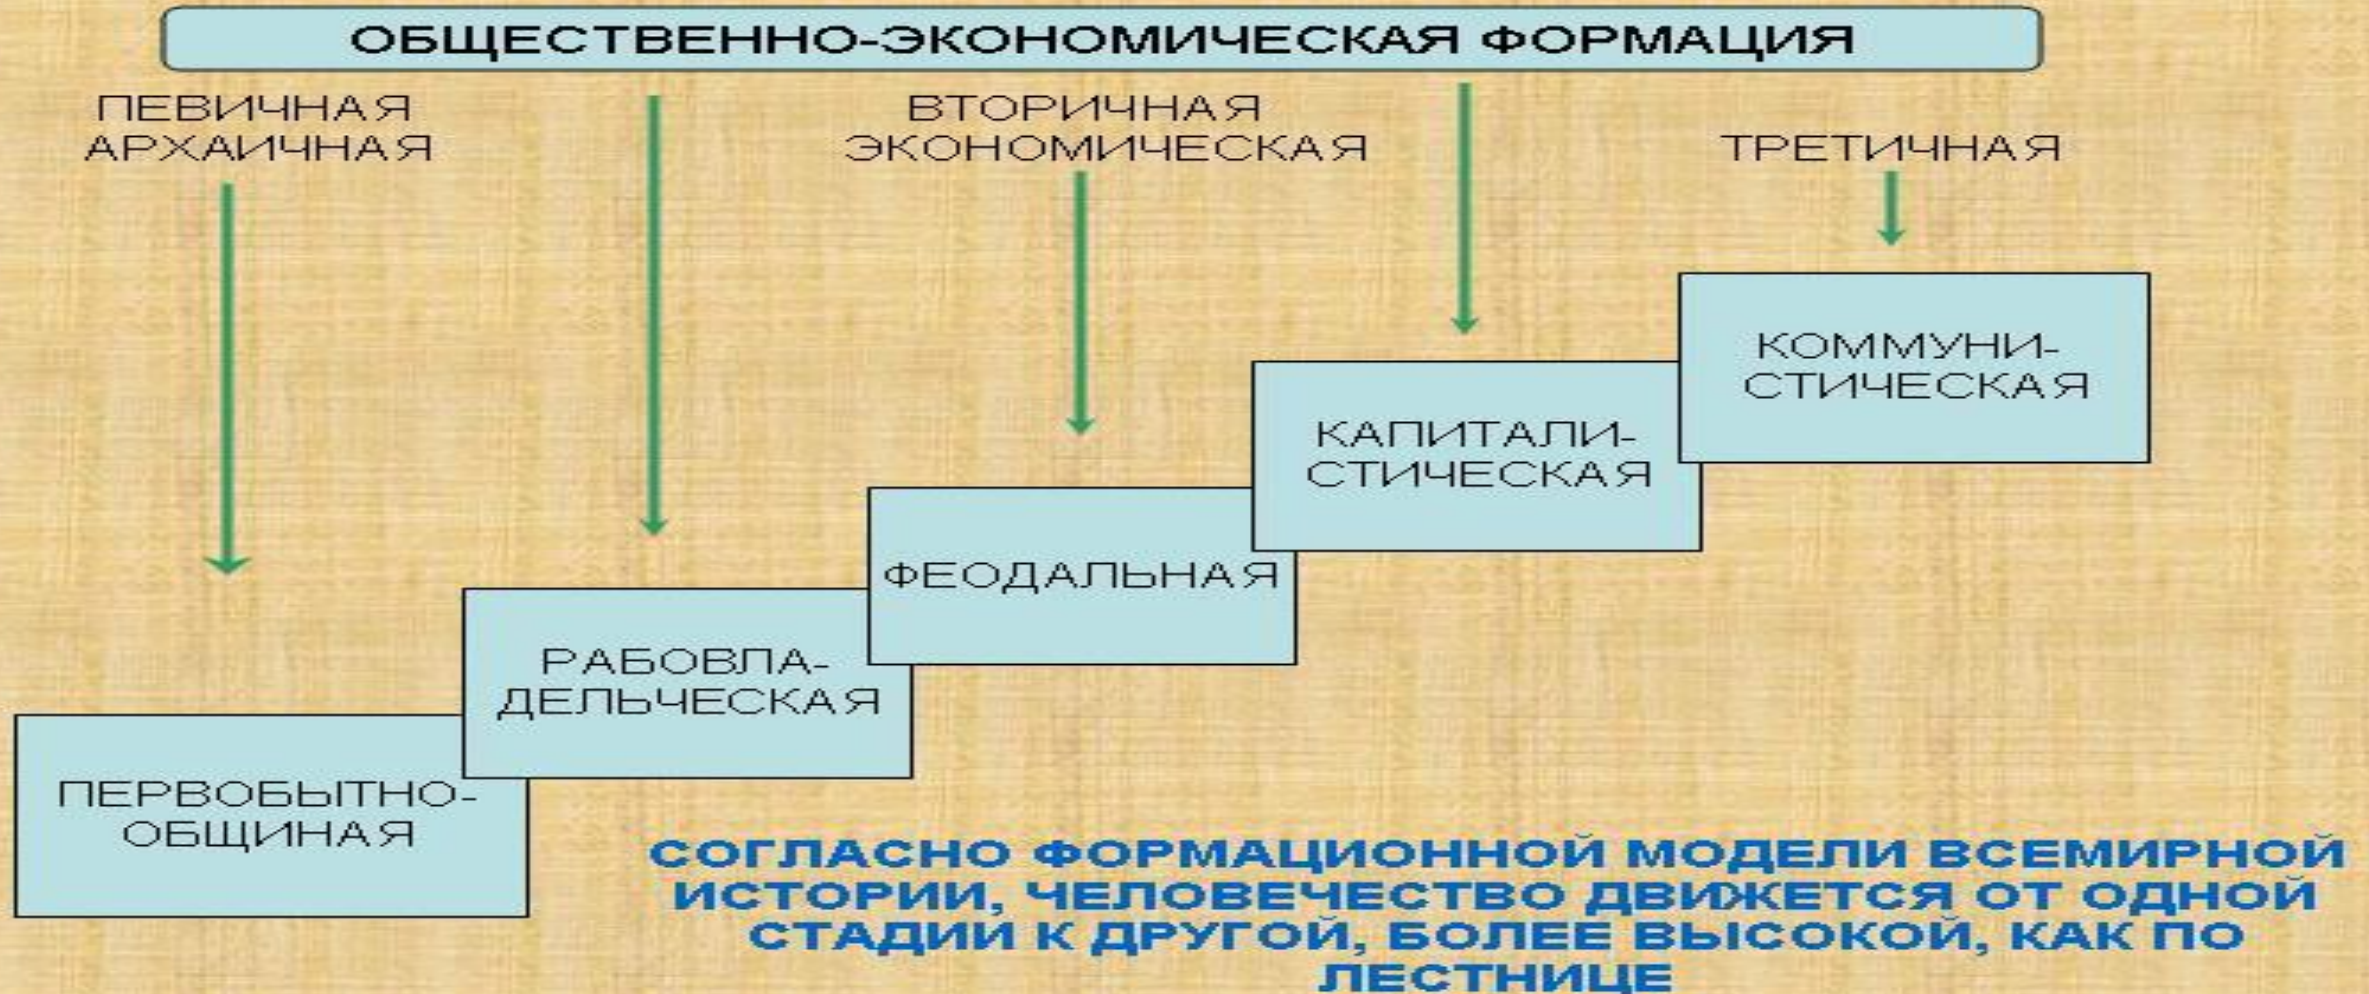 ОБЩЕСТВЕННО-ЭКОНОМИЧЕСКАЯ ФОРМАЦИЯ
ПЕВИЧНАЯ
АРХАИЧНАЯ
ВТОРИЧНАЯ
ЭКОНОМИЧЕСКАЯ
ТРЕТИЧНАЯ
КОММУНИ-
СТИЧЕСКАЯ
КАПИТАЛИ-
СТИЧЕСКАЯ
ФЕОДАЛЬНАЯ
РАБОВЛА-
ДЕЛЬЧЕСКАЯ
ПЕРВОБЫТНО-
ОБЩИНАЯ
СОГЛАСНО ФОРМАЦИОННОЙ МОДЕЛИ ВСЕМИРНОЙ
ИСТОРИИ, ЧЕЛОВЕЧЕСТВО ДВИЖЕТСЯ ОТ ОДНОЙ
СТАДИИ К ДРУГОЙ, БОЛЕЕ ВЫСОКОЙ, КАК ПО
ЛЕСТНИЦЕ